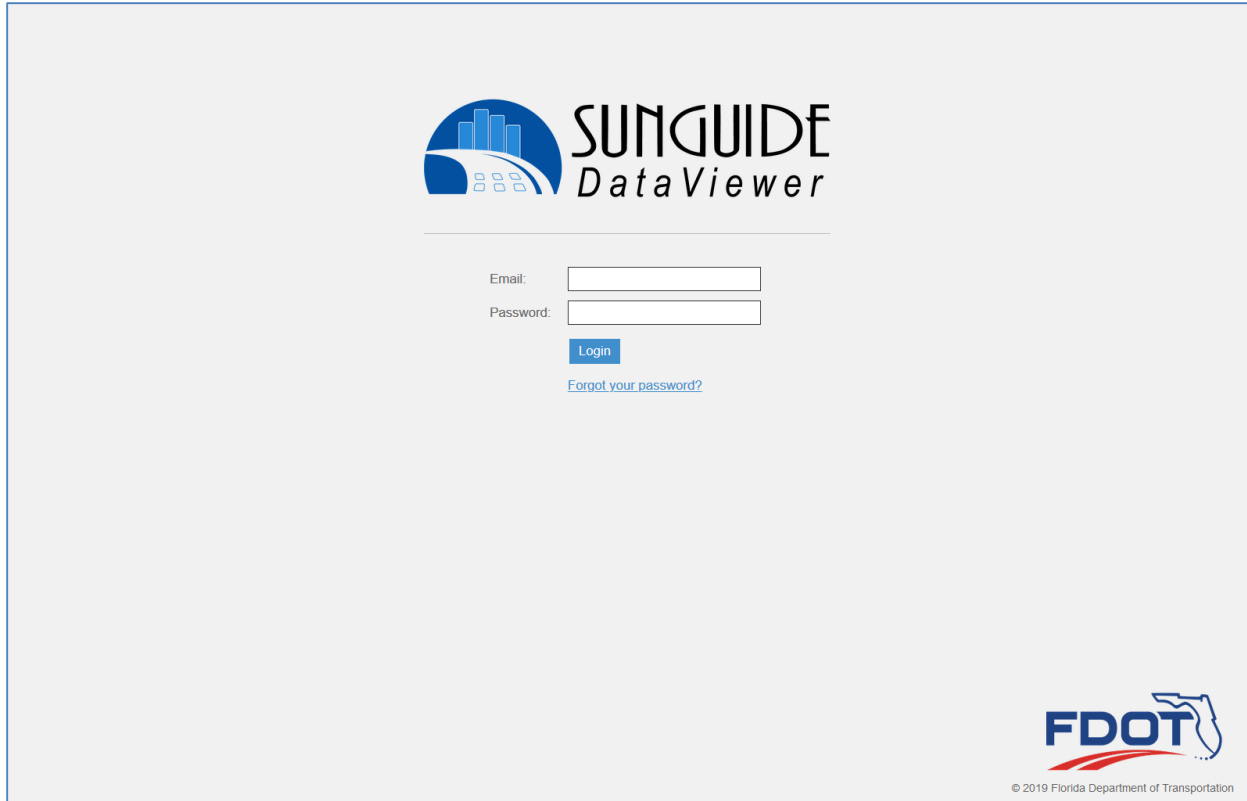 SUNGUIDE
DataViewer
Email:
Password:
Login
Forgot your password?
FDOT
© 2019 Florida Department of Transportation